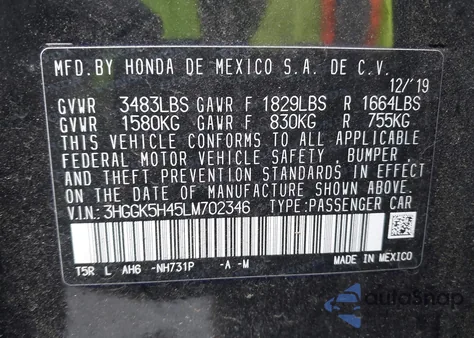 MFD.BY HONDA DE MEXICO S.A. DE C.V.
12/'19
GVWR 3483LBS GAWR F 1829LBS R 1664LBS
GVWR 1580KG GAWR F 830KG R 755KG
THIS VEHICLE CONFORMS TO ALL APPLICABLE
FEDERAL MOTOR VEHICLE SAFETY , BUMPER ,
AND THEFT PREVENTION STANDARDS IN EFFECT
ON THE DATE OF MANUFACTURE SHOWN ABOVE.
V.I.N: 3HGGK5H45LM702346 TYPE:PASSENGER CAR
T5R L AH6 -NH731P -A -M MADE IN MEXICO
autosnap